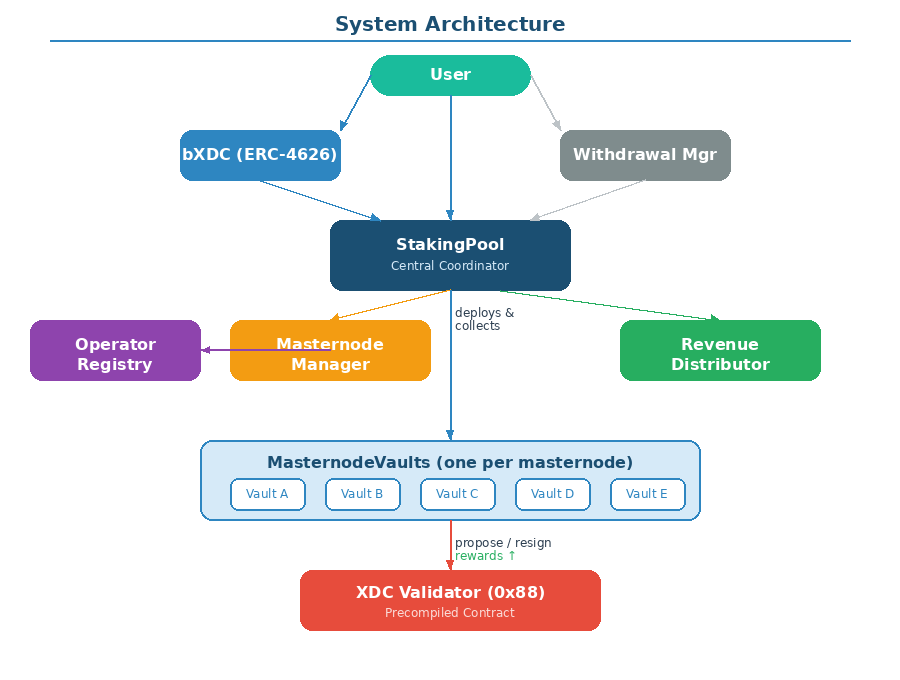 System Architecture
User
bXDC (ERC-4626)
Withdrawal Mgr
StakingPool
Central Coordinator
deploys &
collects
Operator
Registry
Masternode
Manager
Revenue
Distributor
MasternodeVaults (one per masternode)
Vault A
Vault B
Vault C
Vault D
Vault E
propose / resign
rewards ↑
XDC Validator (0x88)
Precompiled Contract